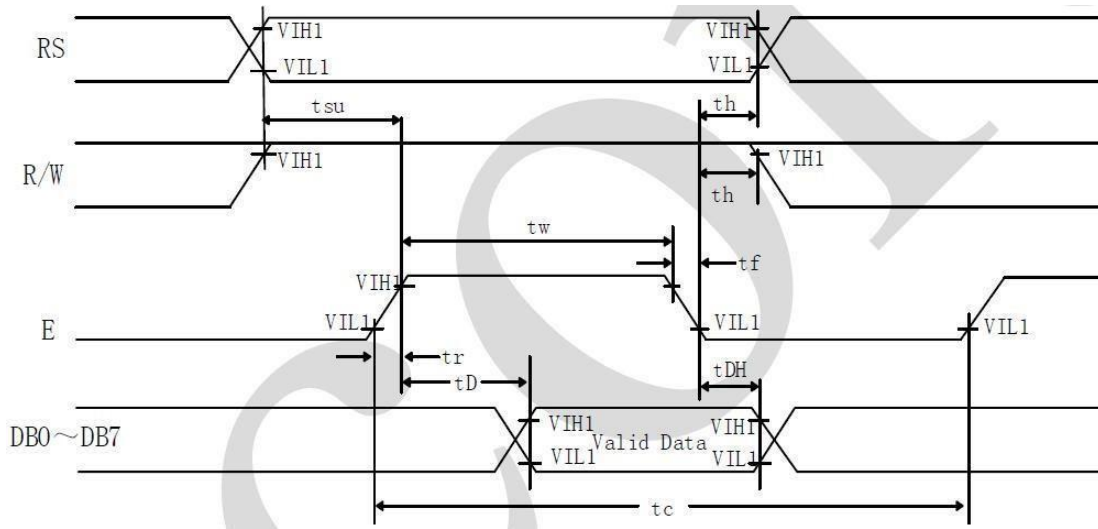 RS
VIH1
VIL1
VIH1
VIL1
tsu
th
R/W
VIH1
VIH1
th
tw
tf
VIH1
E
VIL1
VIL1
VIL1
tr
tD
tDH
DB0～DB7
VIH1
VIH1
Valid Data
VIL1
VIL1
tc